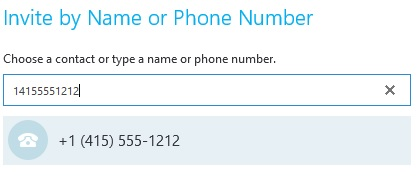 Invite by Name or Phone Number
Choose a contact or type a name or phone number.
14155551212
+1 (415) 555-1212